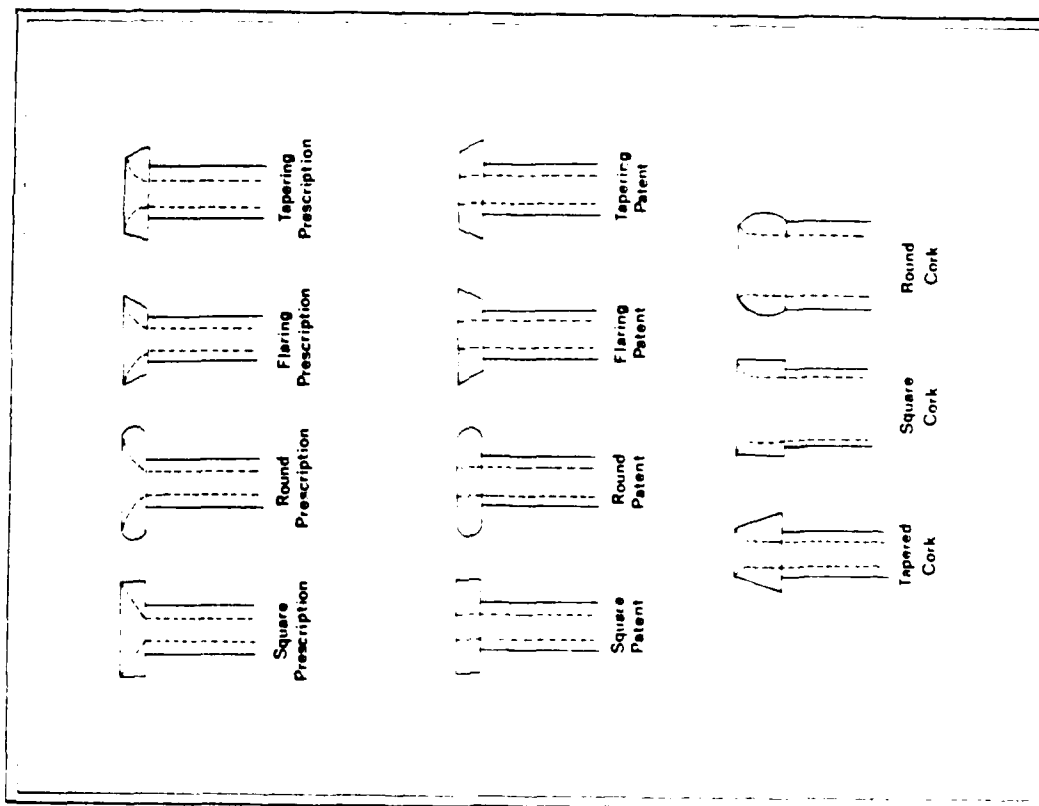 Square
Prescription
Round
Prescription
Flaring
Prescription
Tapering
Prescription
Square
Patent
Round
Patent
Flaring
Patent
Tapering
Patent
Tapered
Cork
Square
Cork
Round
Cork